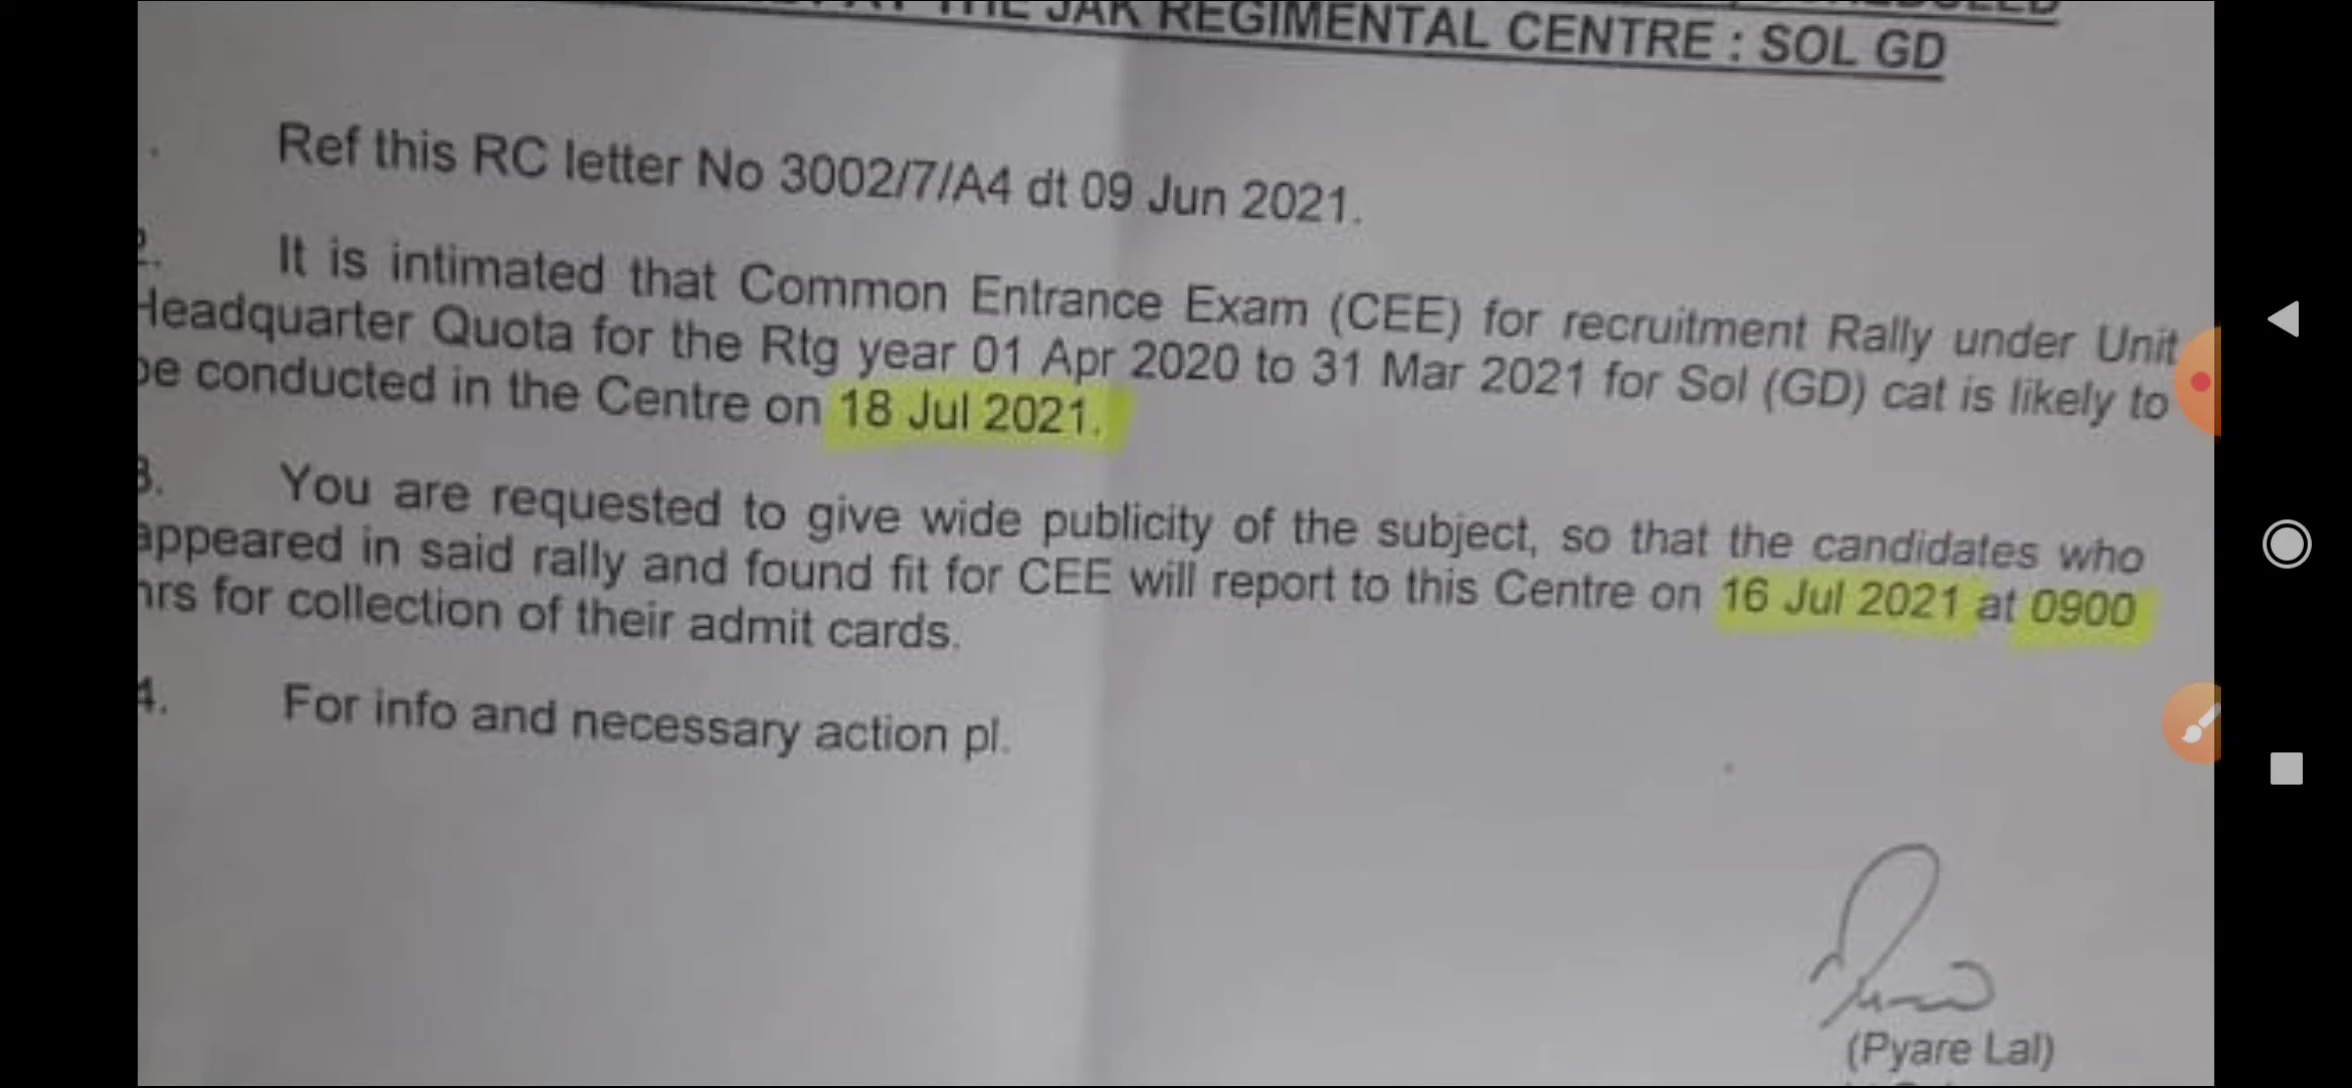 AT THE JAK REGIMENTAL CENTRE : SOL GD
Ref this RC letter No 3002/7/A4 dt 09 Jun 2021.
2. It is intimated that Common Entrance Exam (CEE) for recruitment Rally under Unit
Headquarter Quota for the Rtg year 01 Apr 2020 to 31 Mar 2021 for Sol (GD) cat is likely to
be conducted in the Centre on 18 Jul 2021.
3. You are requested to give wide publicity of the subject, so that the candidates who
appeared in said rally and found fit for CEE will report to this Centre on 16 Jul 2021 at 0900
hrs for collection of their admit cards.
4. For info and necessary action pl.
(Pyare Lal)